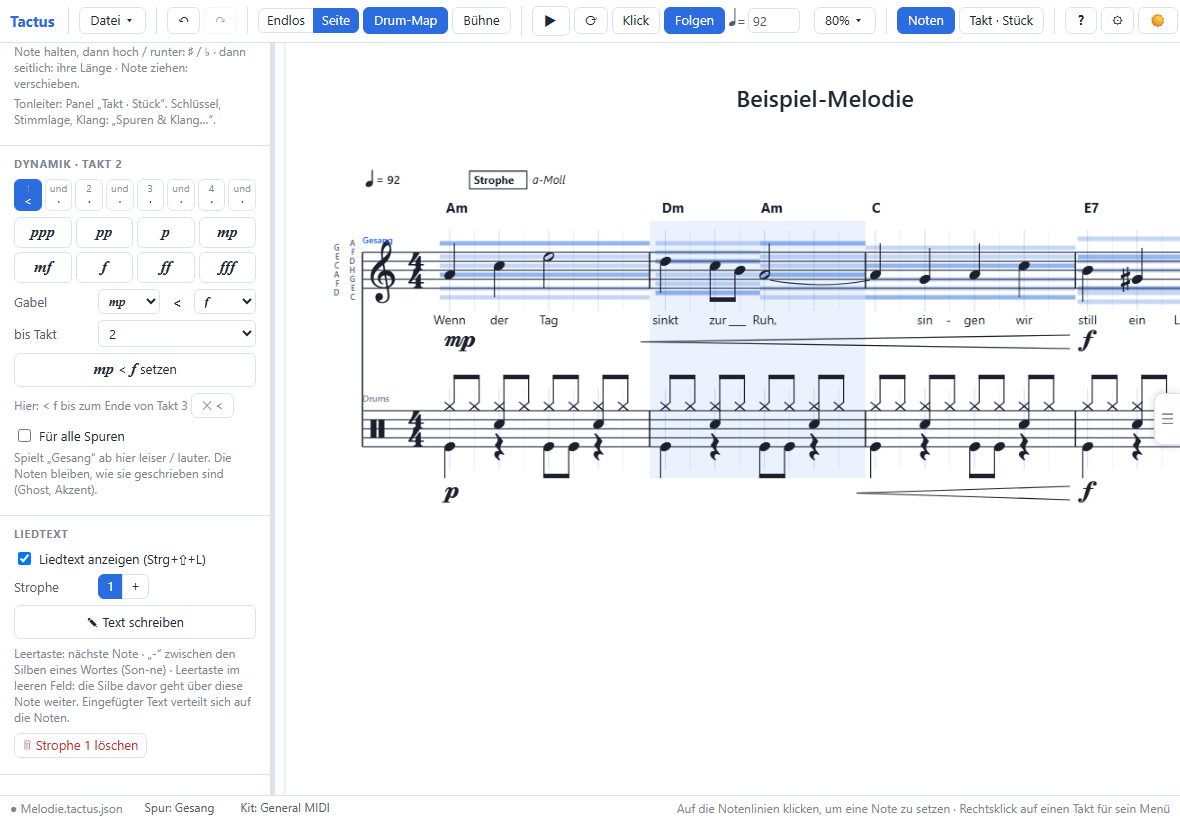 Tactus
Datei
Endlos Seite Drum-Map Bühne
Klick Folgen = 92 80% Noten Takt · Stück ?
Note halten, dann hoch / runter: ♯ / ♭ · dann
seitlich: ihre Länge · Note ziehen:
verschieben.
Tonleiter: Panel „Takt · Stück“. Schlüssel,
Stimmlage, Klang: „Spuren & Klang…“.
DYNAMIK · TAKT 2
1 und 2 und 3 und 4 und
< · · · · · · ·
ppp pp p mp
mf f ff fff
Gabel mp < f
bis Takt 2
mp < f setzen
Hier: < f bis zum Ende von Takt 3 ✕ <
Für alle Spuren
Spielt „Gesang“ ab hier leiser / lauter. Die
Noten bleiben, wie sie geschrieben sind
(Ghost, Akzent).
LIEDTEXT
Liedtext anzeigen (Strg+⇧+L)
Strophe 1 +
Text schreiben
Leertaste: nächste Note · „-“ zwischen den
Silben eines Wortes (Son-ne) · Leertaste im
leeren Feld: die Silbe davor geht über diese
Note weiter. Eingefügter Text verteilt sich auf
die Noten.
Strophe 1 löschen
Beispiel-Melodie
= 92 Strophe a-Moll
Am Dm Am C E7
Gesang
G E C A F D
A F D H G E C
4 4
Wenn der Tag sinkt zur Ruh, sin - gen wir still ein L
mp f
Drums
4 4
p f
● Melodie.tactus.json Spur: Gesang Kit: General MIDI
Auf die Notenlinien klicken, um eine Note zu setzen · Rechtsklick auf einen Takt für sein Menü